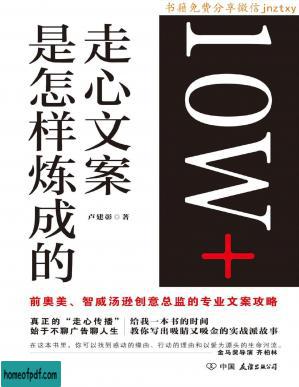 书籍免费分享微信jnztxy
10W+
走心文案
是怎样炼成的
卢建彰 著
前奥美、智威汤逊创意总监的专业文案攻略
真正的“走心传播” 给我一本书的时间
始于不聊广告聊人生 教你写出吸睛又吸金的实战派故事
在这本书里,你可以找到感动的缘由、行动的理由和以爱为源头的生命河流。
金马奖导演 齐柏林
中国友谊出版公司
homeofpdf.com